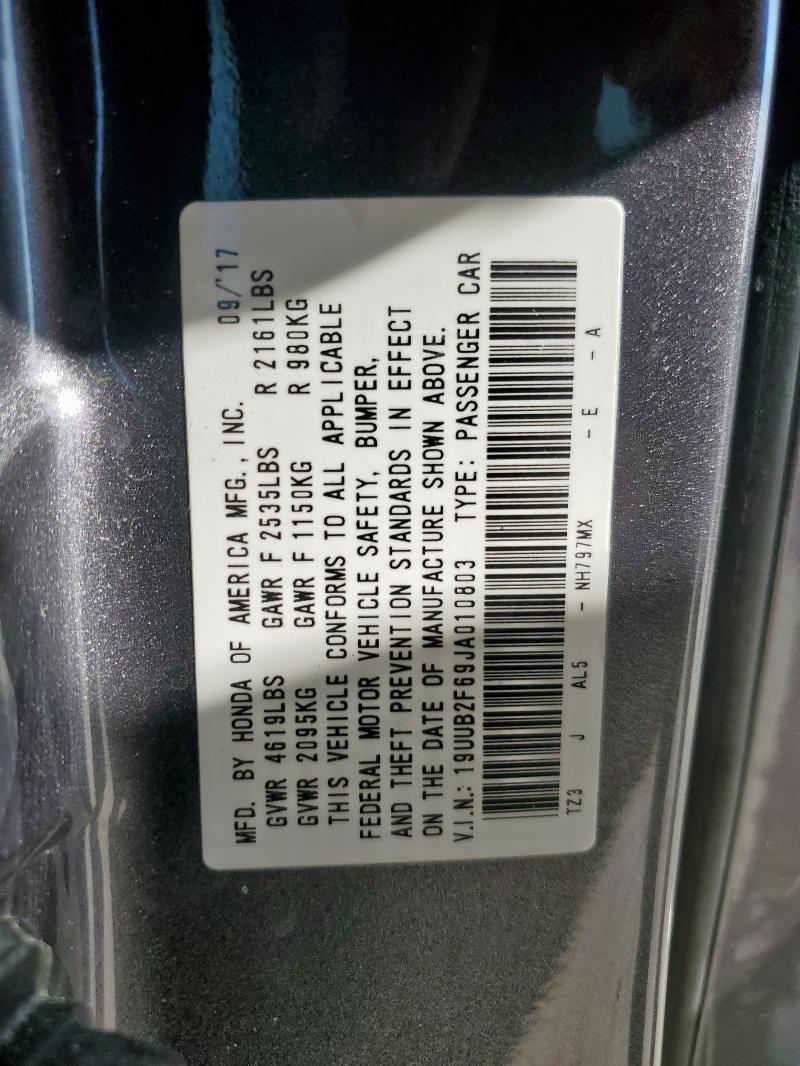 MFD. BY HONDA OF AMERICA MFG., INC. 09/'17
GVWR 4619LBS GAWR F 2535LBS R 2161LBS
GVWR 2095KG GAWR F 1150KG R 980KG
THIS VEHICLE CONFORMS TO ALL APPLICABLE
FEDERAL MOTOR VEHICLE SAFETY, BUMPER,
AND THEFT PREVENTION STANDARDS IN EFFECT
ON THE DATE OF MANUFACTURE SHOWN ABOVE.
V.I.N.: 19UUB2F69JA010803 TYPE: PASSENGER CAR
TZ3 J AL5 - NH797MX - E - A